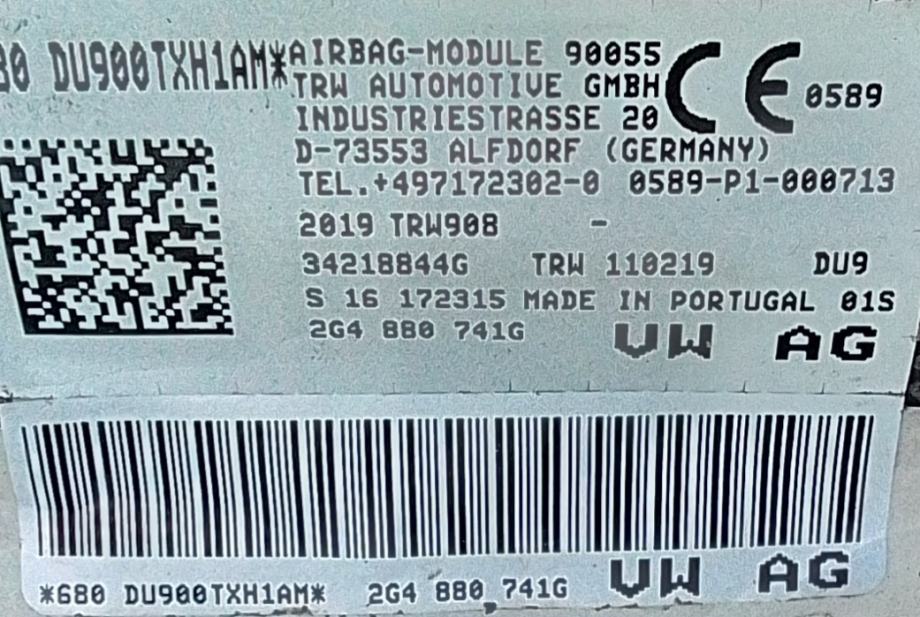 80 DU900TXH1AM*
AIRBAG-MODULE 90055
TRW AUTOMOTIVE GMBH
INDUSTRIESTRASSE 20
CE 0589
D-73553 ALFDORF (GERMANY)
TEL.+497172302-0 0589-P1-000713
2019 TRW908 -
34218844G TRW 110219 DU9
S 16 172315 MADE IN PORTUGAL 01S
2G4 880 741G VW AG
*680 DU900TXH1AM* 2G4 880 741G VW AG